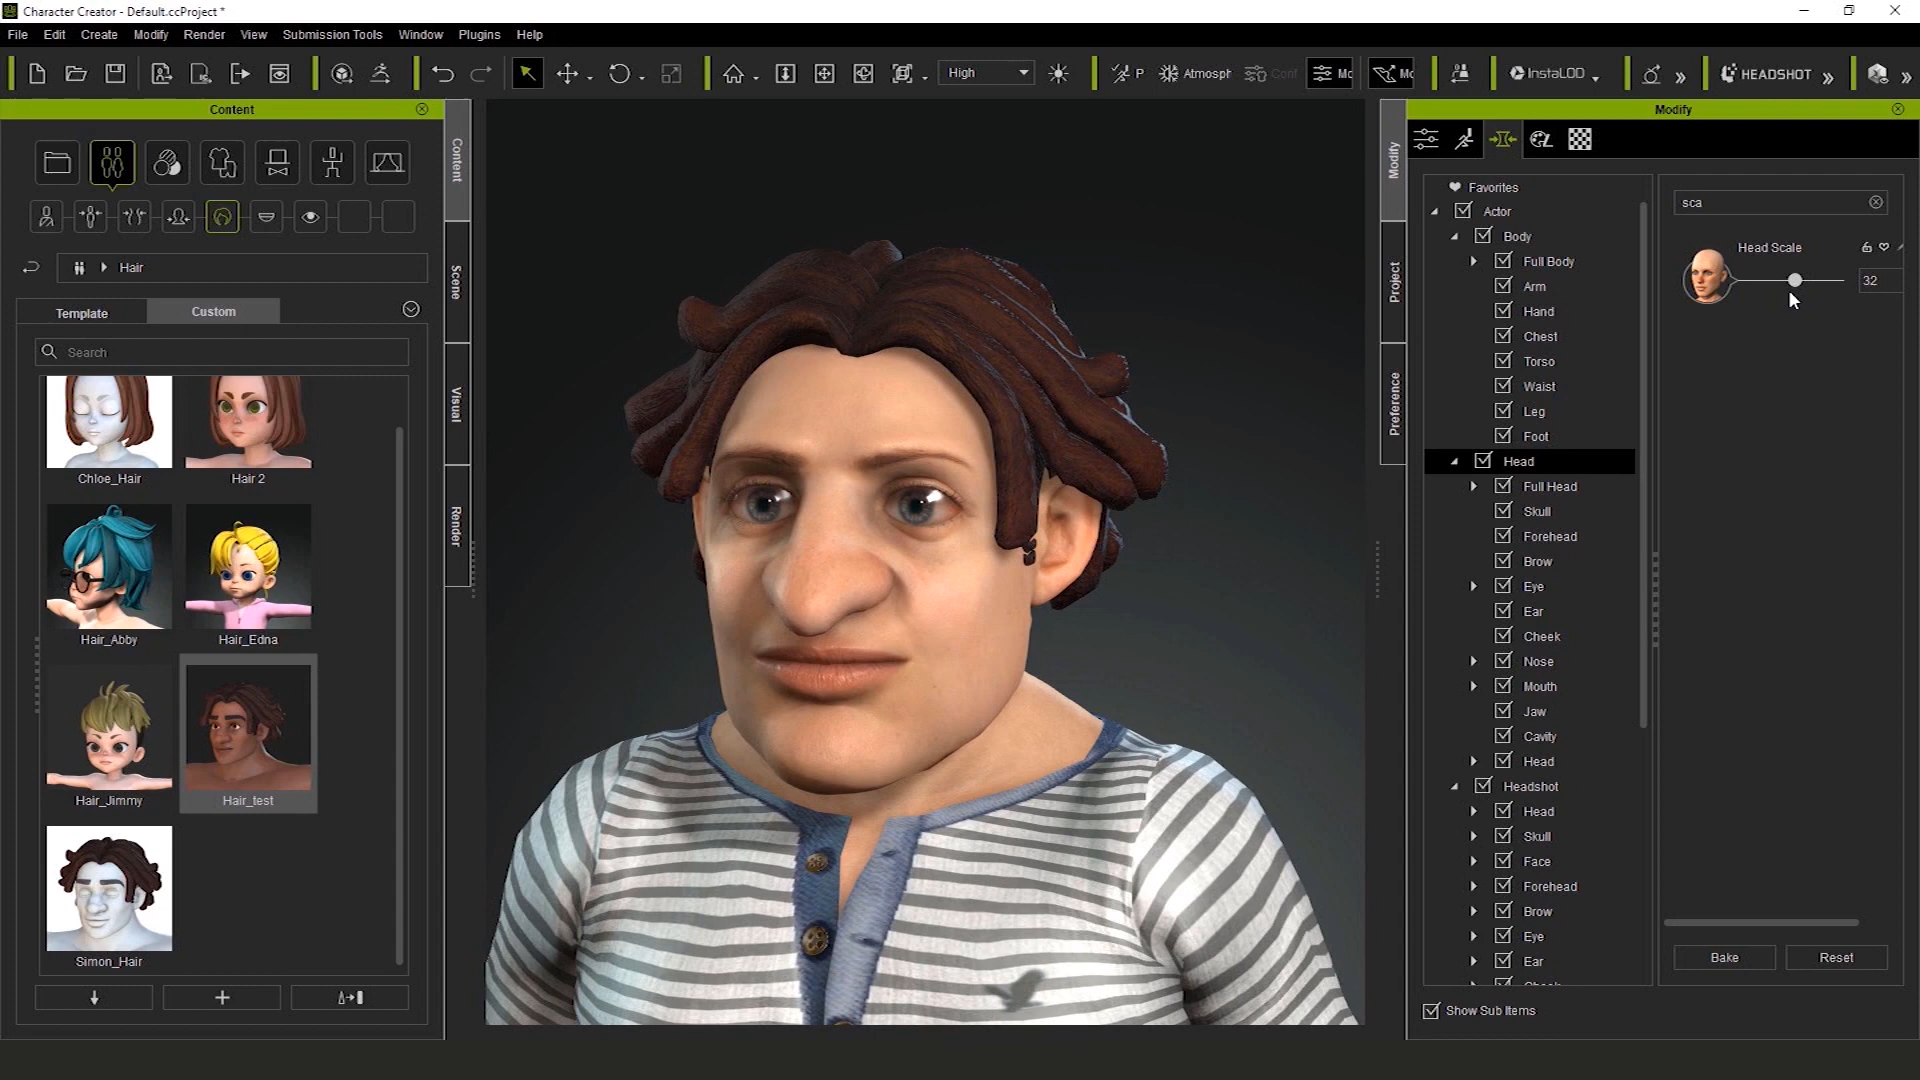 Character Creator - Default.ccProject *
File Edit Create Modify Render View Submission Tools Window Plugins Help
High
P
Atmosph
Cont
Mc
Mc
InstaLOD
HEADSHOT
Content
Hair
Template
Custom
Search
Chloe_Hair
Hair 2
Hair_Abby
Hair_Edna
Hair_Jimmy
Hair_test
Simon_Hair
Content
Scene
Visual
Render
Modify
Project
Preference
Modify
Favorites
Actor
Body
Full Body
Arm
Hand
Chest
Torso
Waist
Leg
Foot
Head
Full Head
Skull
Forehead
Brow
Eye
Ear
Cheek
Nose
Mouth
Jaw
Cavity
Head
Headshot
Head
Skull
Face
Forehead
Brow
Eye
Ear
Show Sub Items
sca
Head Scale
32
Bake
Reset